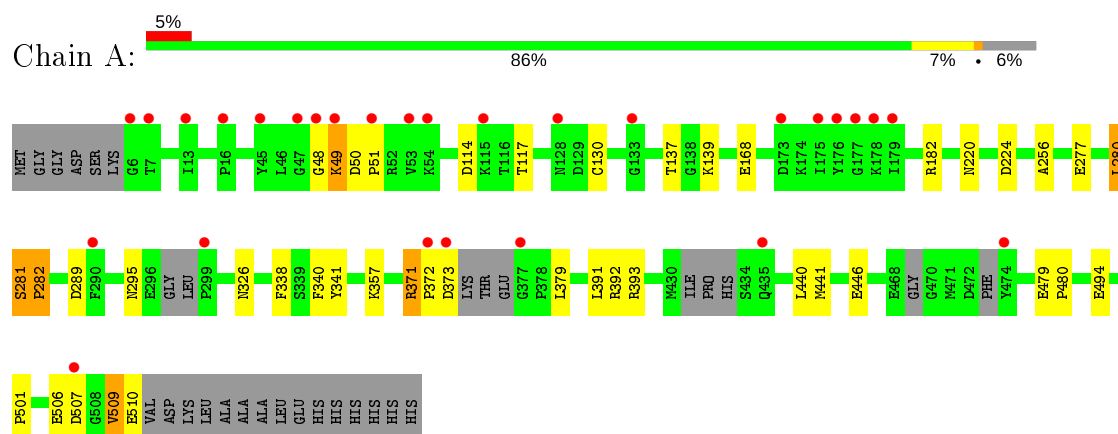 5%
Chain A:
86% 7% • 6%
MET GLY GLY ASP SER LYS G6 T7 I13 P16 Y45 L46 G47 G48 K49 D50 P51 R52 V53 K54 D114 K115 T116 T117 N128 D129 C130 G133 T137 G138 K139 E168 D173 K174 I175 Y176 G177 K178 I179 R182 N220 D224 A256 E277 L280
S281 P282 D289 F290 N295 E296 GLY LEU P299 N326 F338 S339 F340 Y341 K357 R371 P372 D373 LYS THR GLU G377 P378 L379 L391 R392 R393 M430 ILE PRO HIS S434 Q435 L440 M441 E446 E468 GLY G470 M471 D472 PHE Y474 E479 P480 E494
P501 E506 D507 G508 V509 E510 VAL ASP LYS LEU ALA ALA ALA LEU GLU HIS HIS HIS HIS HIS HIS